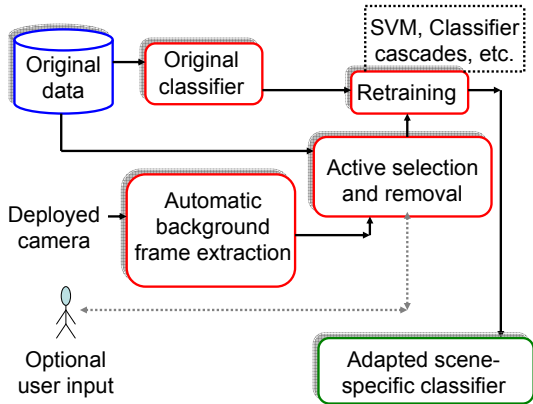 SVM, Classifier
cascades, etc.
Original
data
Original
classifier
Retraining
Active selection
and removal
Deployed
camera
Automatic
background
frame extraction
Optional
user input
Adapted scene-
specific classifier